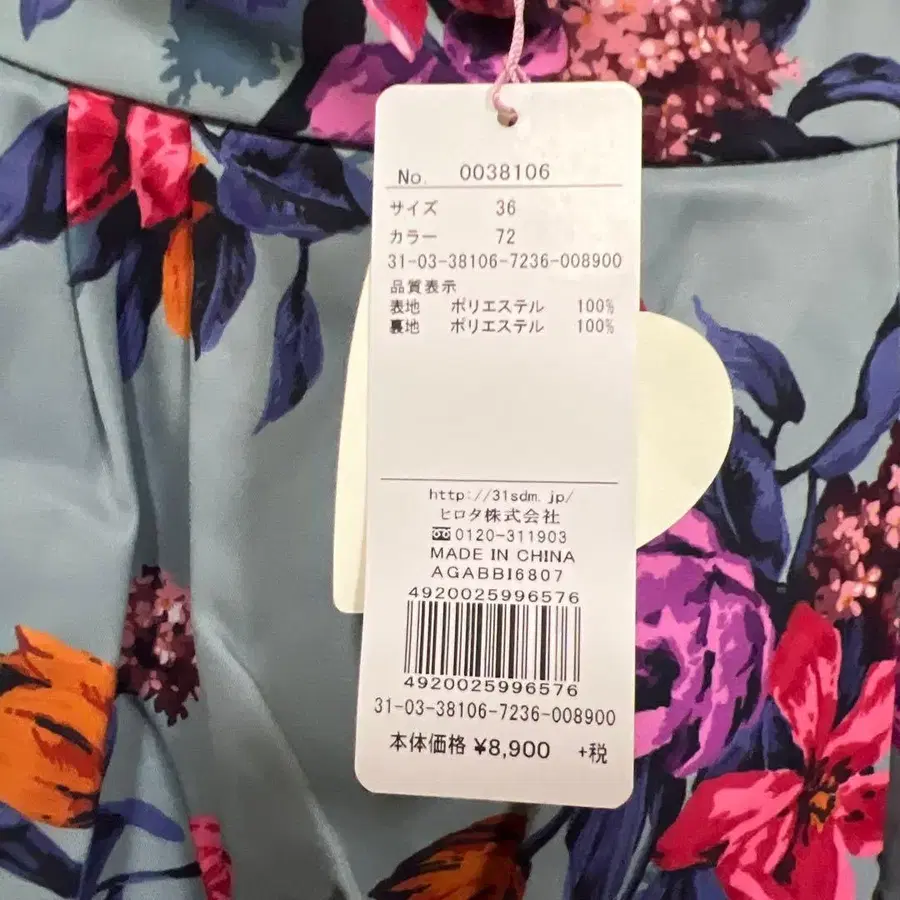 No. 0038106
サイズ 36
カラー 72
31-03-38106-7236-008900
品質表示
表地 ポリエステル 100%
裏地 ポリエステル 100%
http://31sdm.jp/
ヒロタ株式会社
0120-311903
MADE IN CHINA
AGABBI6807
4920025996576
4920025996576
31-03-38106-7236-008900
本体価格 ¥8,900 +税